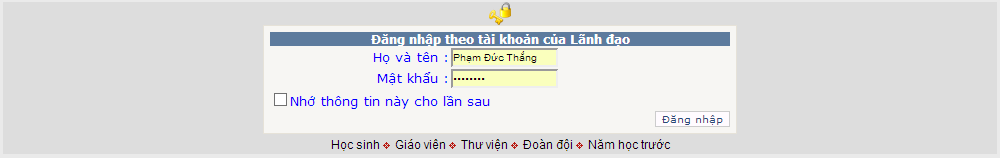 Đăng nhập theo tài khoản của Lãnh đạo
Họ và tên : Phạm Đức Thắng
Mật khẩu : ••••••••
Nhớ thông tin này cho lần sau
Đăng nhập
Học sinh ❖ Giáo viên ❖ Thư viện ❖ Đoàn đội ❖ Năm học trước